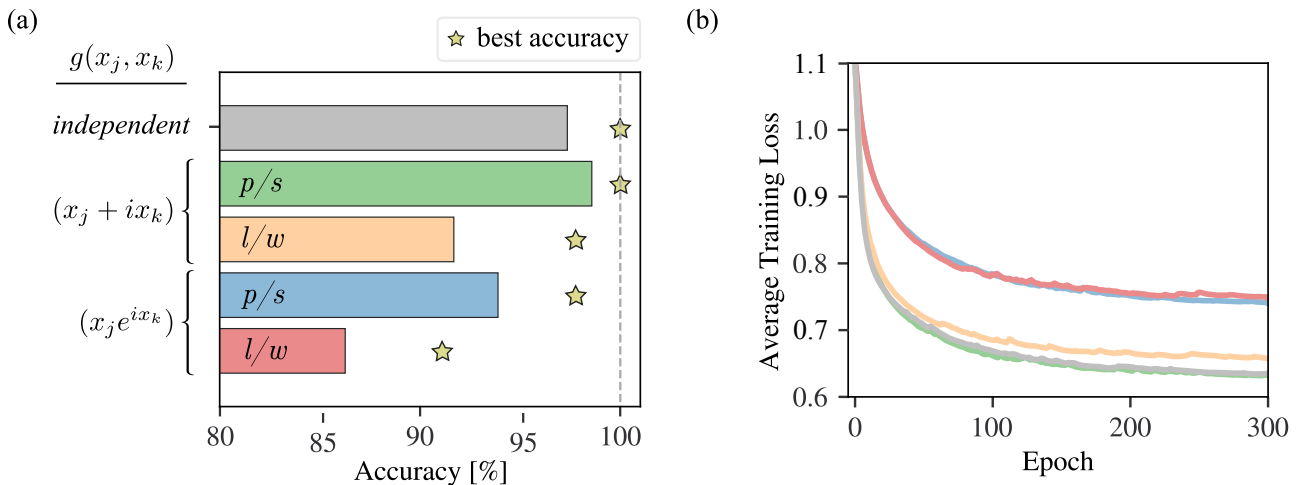 (a)
best accuracy
g(x_j, x_k)
independent
(x_j + ix_k)
p/s
l/w
(x_j e^{ix_k})
p/s
l/w
80 85 90 95 100
Accuracy [%]
(b)
1.1
1.0
0.9
0.8
0.7
0.6
Average Training Loss
0 100 200 300
Epoch